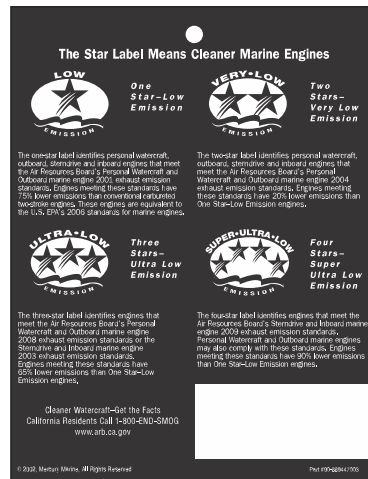 The Star Label Means Cleaner Marine Engines
LOW
EMISSION
One
Star–Low
Emission
The one-star label identifies personal watercraft,
outboard, sterndrive and inboard engines that meet
the Air Resources Board's Personal Watercraft and
Outboard marine engine 2001 exhaust emission
standards. Engines meeting these standards have
75% lower emissions than conventional carbureted
two-stroke engines. These engines are equivalent to
the U.S. EPA's 2006 standards for marine engines.
VERY•LOW
EMISSION
Two
Stars–
Very Low
Emission
The two-star label identifies personal watercraft,
outboard, sterndrive and inboard engines that
meet the Air Resources Board's Personal
Watercraft and Outboard marine engine 2004
exhaust emission standards. Engines meeting
these standards have 20% lower emissions than
One Star–Low Emission engines.
ULTRA•LOW
EMISSION
Three
Stars–
Ultra Low
Emission
The three-star label identifies engines that
meet the Air Resources Board's Personal
Watercraft and Outboard marine engine
2008 exhaust emission standards or the
Sterndrive and Inboard marine engine
2003 exhaust emission standards.
Engines meeting these standards have
65% lower emissions than One Star–Low
Emission engines.
SUPER•ULTRA•LOW
EMISSION
Four
Stars–
Super
Ultra Low
Emission
The four-star label identifies engines that meet the
Air Resources Board's Sterndrive and Inboard marine
engine 2009 exhaust emission standards.
Personal Watercraft and Outboard marine engines
may also comply with these standards. Engines
meeting these standards have 90% lower emissions
than One Star–Low Emission engines.
Cleaner Watercraft–Get the Facts
California Residents Call 1-800-END-SMOG
www.arb.ca.gov
© 2002, Mercury Marine, All Rights Reserved